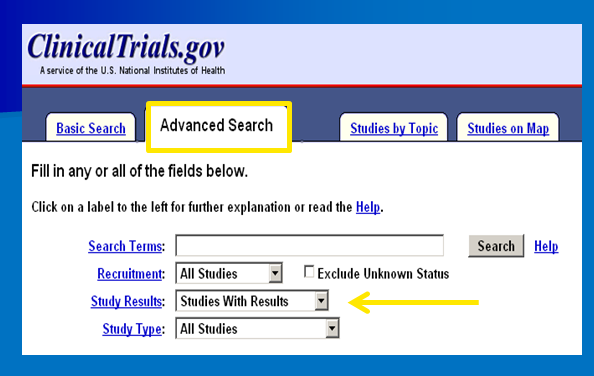 ClinicalTrials.gov
A service of the U.S. National Institutes of Health
Basic Search Advanced Search Studies by Topic Studies on Map
Fill in any or all of the fields below.
Click on a label to the left for further explanation or read the Help.
Search Terms: Search Help
Recruitment: All Studies Exclude Unknown Status
Study Results: Studies With Results
Study Type: All Studies